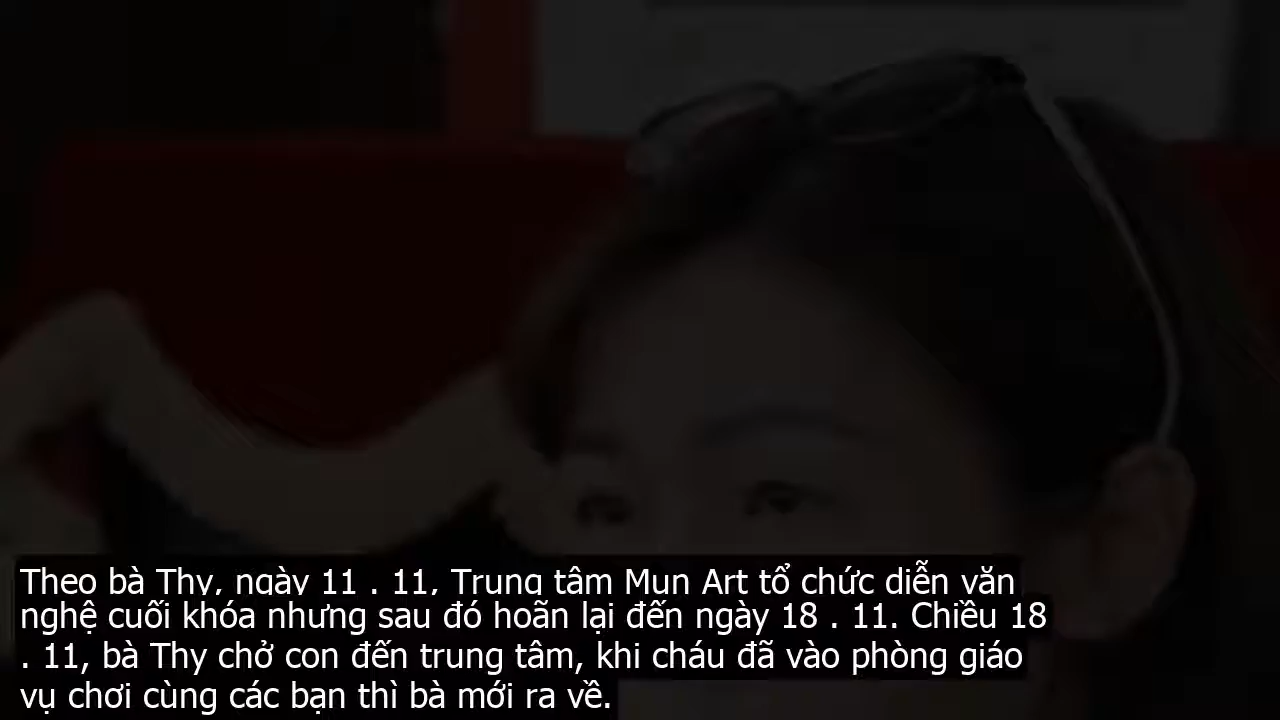 Theo bà Thy, ngày 11 . 11, Trung tâm Mun Art tổ chức diễn văn
nghệ cuối khóa nhưng sau đó hoãn lại đến ngày 18 . 11. Chiều 18
. 11, bà Thy chở con đến trung tâm, khi cháu đã vào phòng giáo
vụ chơi cùng các bạn thì bà mới ra về.